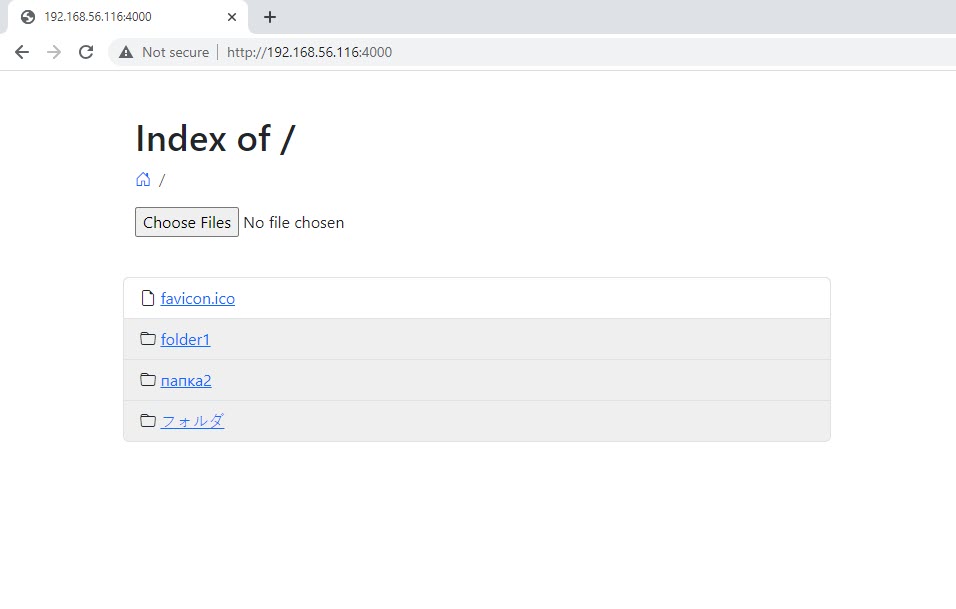 192.168.56.116:4000
Not secure | http://192.168.56.116:4000
Index of /
/
Choose Files No file chosen
favicon.ico
folder1
папка2
フォルダ